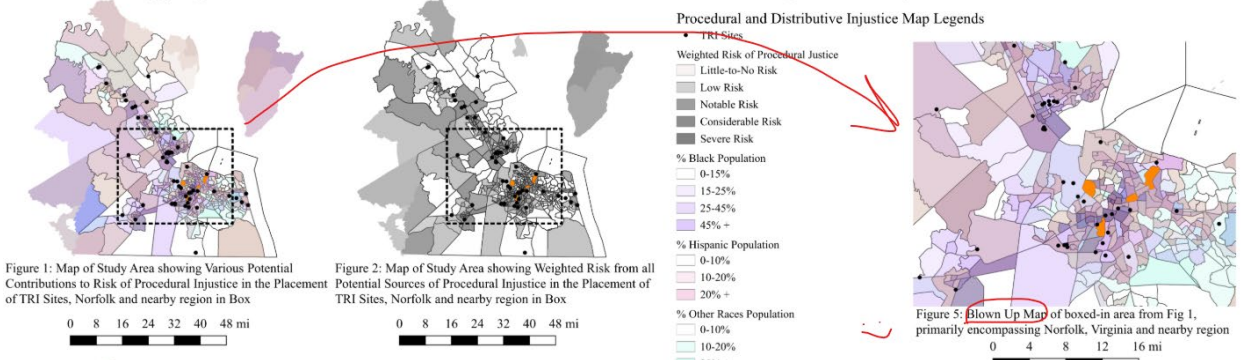 Procedural and Distributive Injustice Map Legends
TRI Sites
Weighted Risk of Procedural Justice
Little-to-No Risk
Low Risk
Notable Risk
Considerable Risk
Severe Risk
% Black Population
0-15%
15-25%
25-45%
45% +
% Hispanic Population
0-10%
10-20%
20% +
% Other Races Population
0-10%
10-20%
Figure 1: Map of Study Area showing Various Potential
Contributions to Risk of Procedural Injustice in the Placement
of TRI Sites, Norfolk and nearby region in Box
0 8 16 24 32 40 48 mi
Figure 2: Map of Study Area showing Weighted Risk from all
Potential Sources of Procedural Injustice in the Placement of
TRI Sites, Norfolk and nearby region in Box
0 8 16 24 32 40 48 mi
Figure 5: Blown Up Map of boxed-in area from Fig 1,
primarily encompassing Norfolk, Virginia and nearby region
0 4 8 12 16 mi